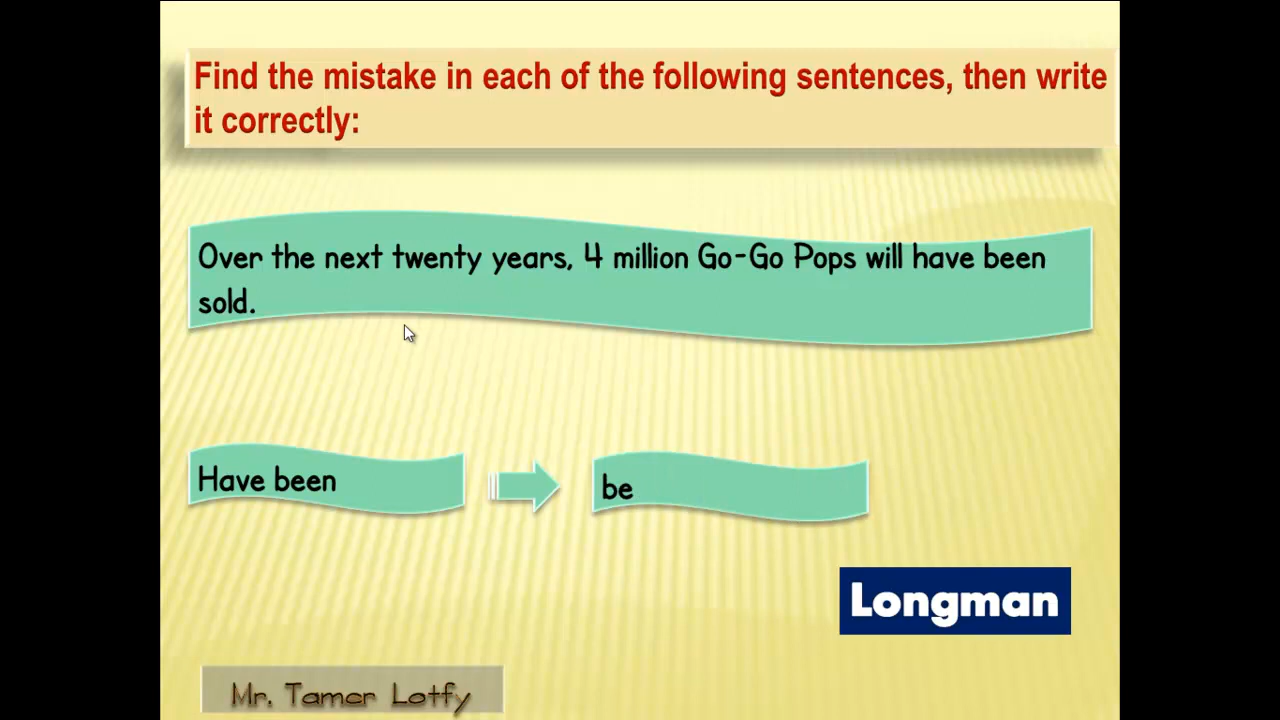 Find the mistake in each of the following sentences, then write
it correctly:
Over the next twenty years, 4 million Go-Go Pops will have been
sold.
Have been
be
Longman
Mr. Tamer Lotfy